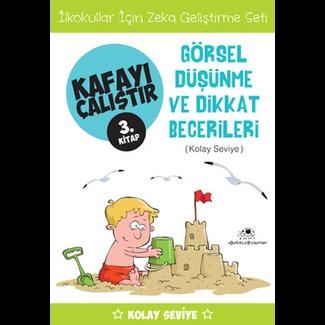 İlkokullar İçin Zeka Geliştirme Seti
KAFAYI
ÇALIŞTIR
3.
KİTAP
GÖRSEL
DÜŞÜNME
VE DİKKAT
BECERİLERİ
(Kolay Seviye)
☆ KOLAY SEVİYE ☆